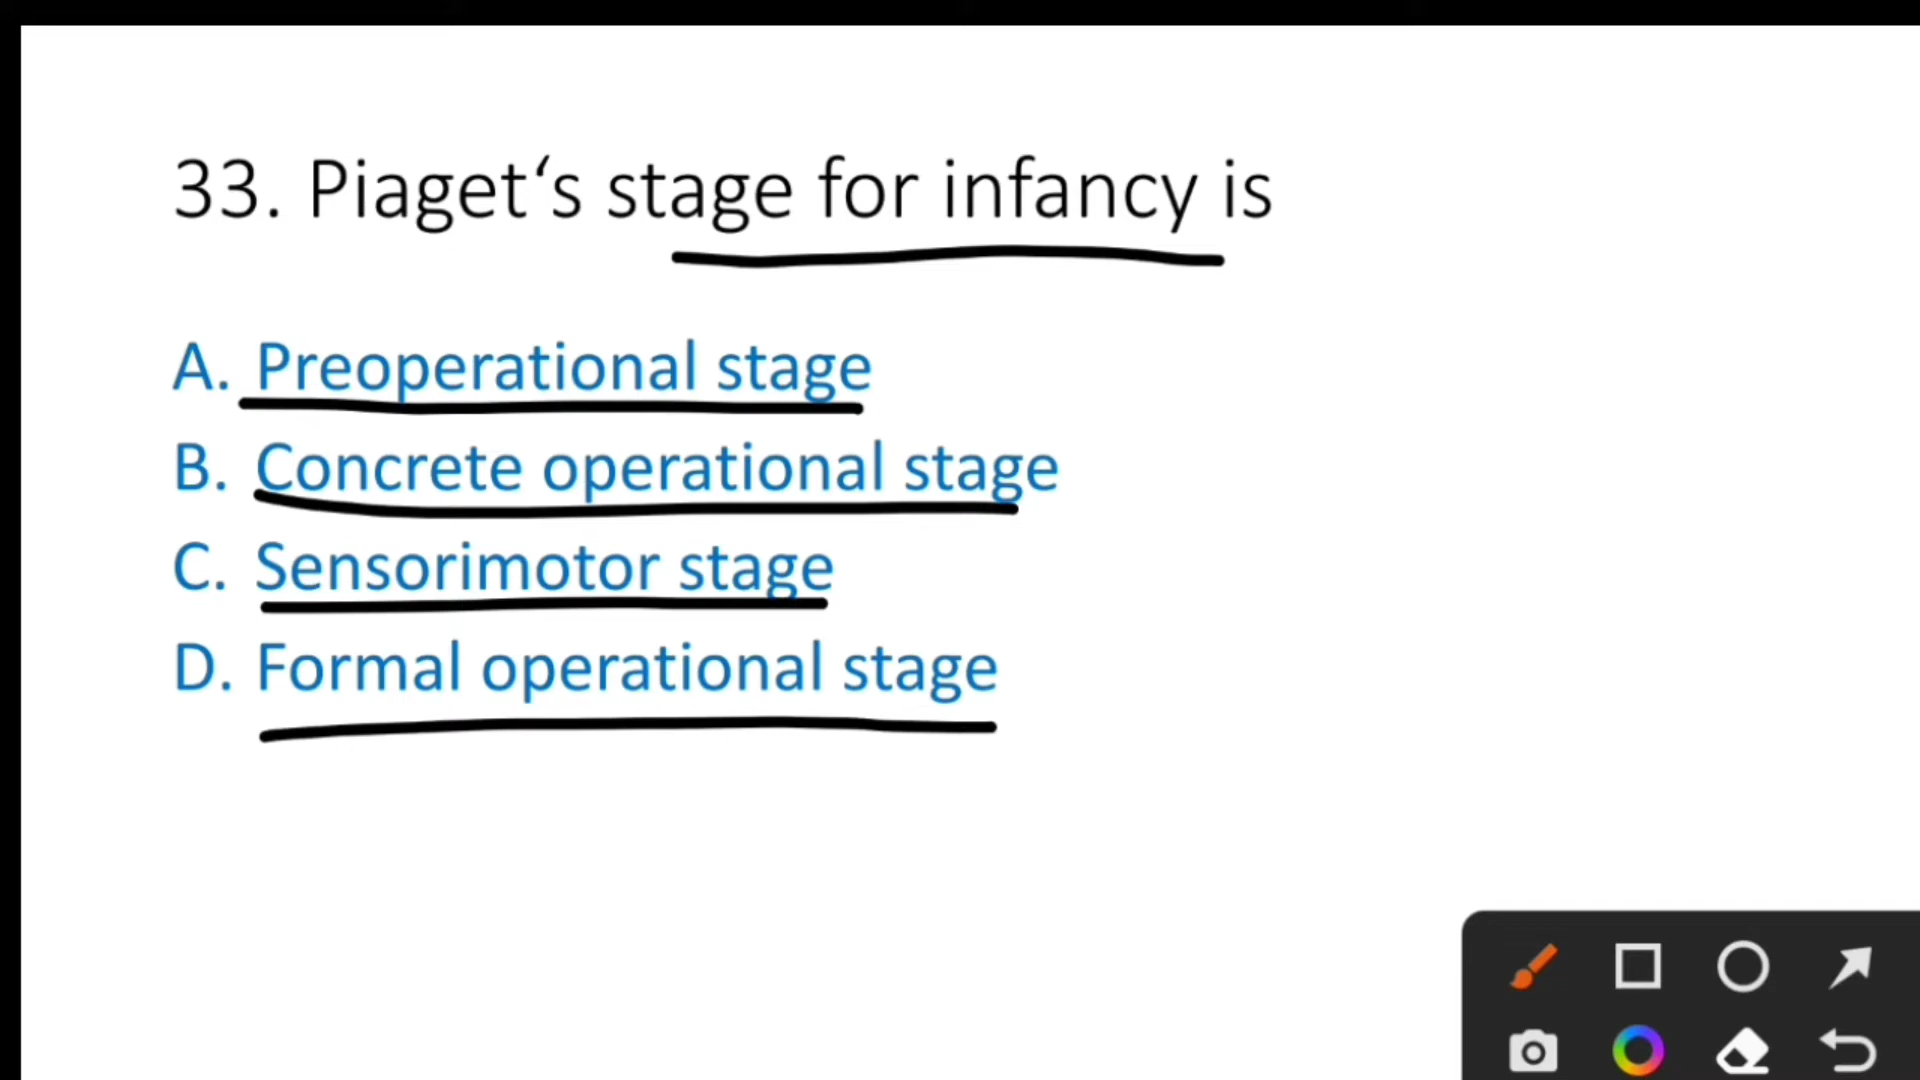 33. Piaget‘s stage for infancy is
A. Preoperational stage
B. Concrete operational stage
C. Sensorimotor stage
D. Formal operational stage